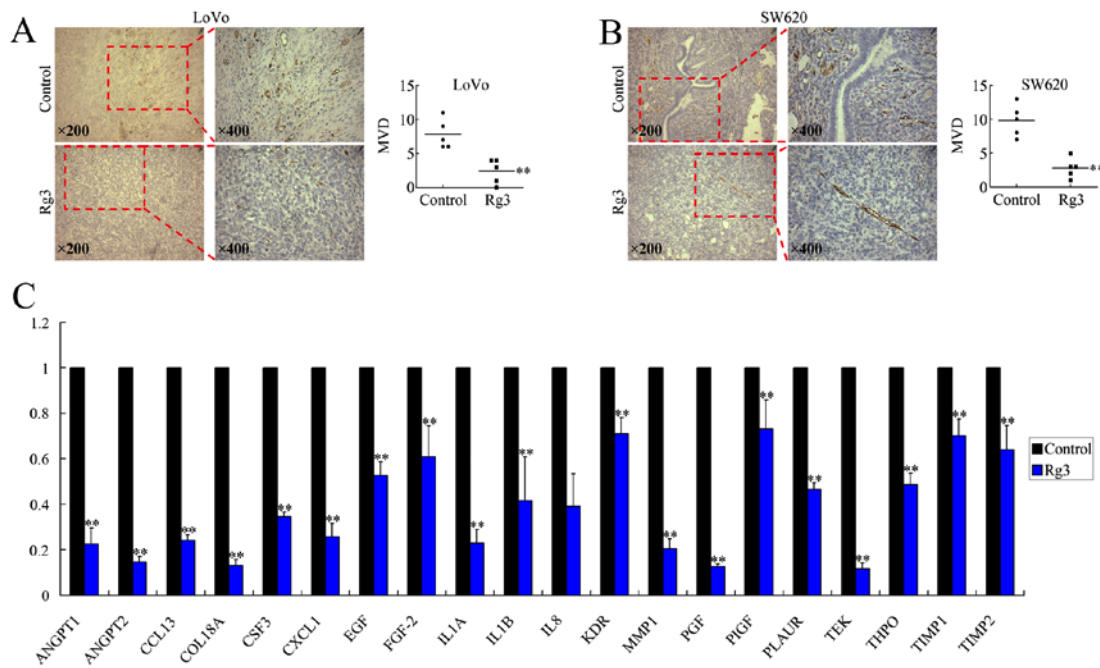 A
LoVo
Control
×200
×400
Rg3
×200
×400
LoVo
MVD
15
10
5
0
**
Control
Rg3
B
SW620
Control
×200
×400
Rg3
×200
×400
SW620
MVD
15
10
5
0
**
Control
Rg3
C
1.2
1
0.8
0.6
0.4
0.2
0
** ** ** ** ** ** ** ** ** ** ** ** ** ** ** ** ** ** **
Control
Rg3
ANGPT1
ANGPT2
CCL13
COL18A
CSF3
CXCL1
EGF
FGF-2
IL1A
IL1B
IL8
KDR
MMP1
PGF
PIGF
PLAUR
TEK
THPO
TIMP1
TIMP2